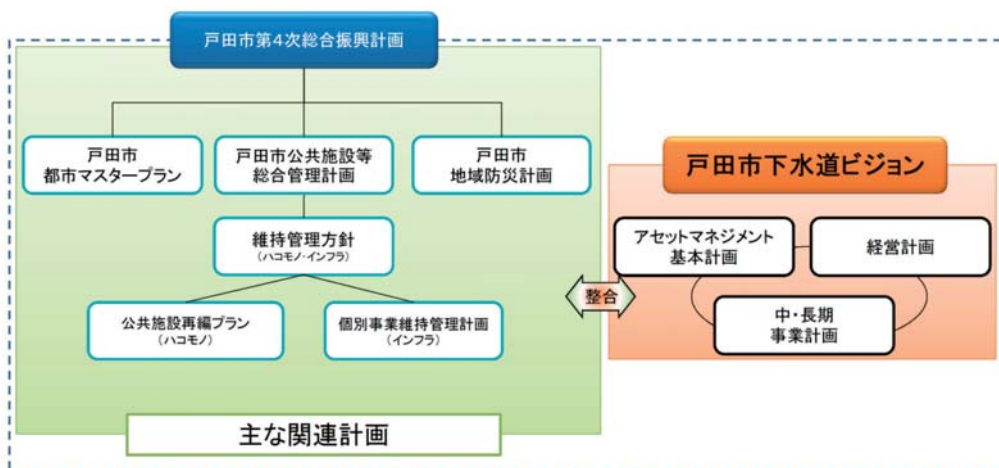 戸田市第4次総合振興計画
戸田市
都市マスタープラン
戸田市公共施設等
総合管理計画
戸田市
地域防災計画
維持管理方針
(ハコモノ・インフラ)
公共施設再編プラン
(ハコモノ)
個別事業維持管理計画
(インフラ)
主な関連計画
整合
戸田市下水道ビジョン
アセットマネジメント
基本計画
経営計画
中・長期
事業計画